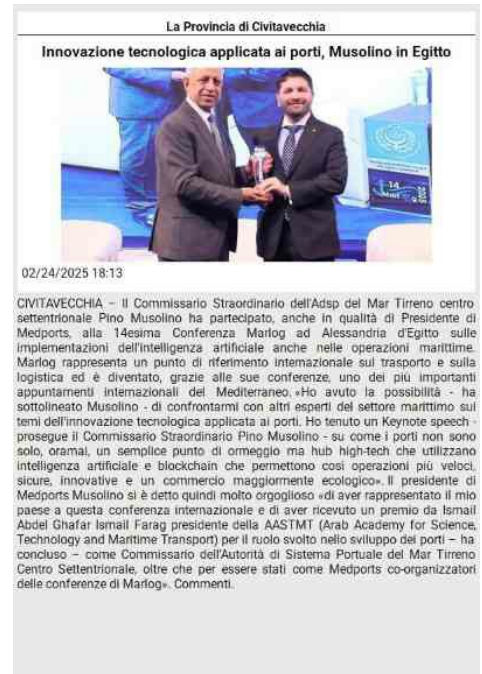 La Provincia di Civitavecchia
Innovazione tecnologica applicata ai porti, Musolino in Egitto
14
02/24/2025 18:13
CIVITAVECCHIA – Il Commissario Straordinario dell'Adsp del Mar Tirreno centro
settentrionale Pino Musolino ha partecipato, anche in qualità di Presidente di
Medports, alla 14esima Conferenza Marlog ad Alessandria d'Egitto sulle
implementazioni dell'intelligenza artificiale anche nelle operazioni marittime.
Marlog rappresenta un punto di riferimento internazionale sul trasporto e sulla
logistica ed è diventato, grazie alle sue conferenze, uno dei più importanti
appuntamenti internazionali del Mediterraneo. «Ho avuto la possibilità - ha
sottolineato Musolino - di confrontarmi con altri esperti del settore marittimo sui
temi dell'innovazione tecnologica applicata ai porti. Ho tenuto un Keynote speech -
prosegue il Commissario Straordinario Pino Musolino - su come i porti non sono
solo, oramai, un semplice punto di ormeggio ma hub high-tech che utilizzano
intelligenza artificiale e blockchain che permettono così operazioni più veloci,
sicure, innovative e un commercio maggiormente ecologico». Il presidente di
Medports Musolino si è detto quindi molto orgoglioso «di aver rappresentato il mio
paese a questa conferenza internazionale e di aver ricevuto un premio da Ismail
Abdel Ghafar Ismail Farag presidente della AASTMT (Arab Academy for Science,
Technology and Maritime Transport) per il ruolo svolto nello sviluppo dei porti – ha
concluso – come Commissario dell'Autorità di Sistema Portuale del Mar Tirreno
Centro Settentrionale, oltre che per essere stati come Medports co-organizzatori
delle conferenze di Marlog». Commenti.